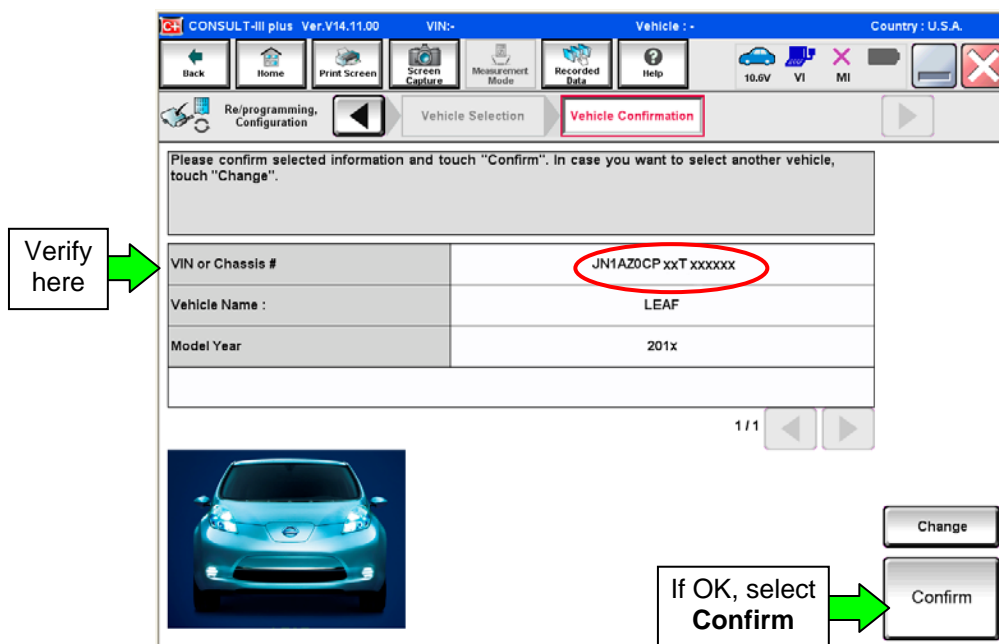 CONSULT-III plus Ver.V14.11.00 VIN:- Vehicle : - Country : U.S.A.
Back Home Print Screen Screen Capture Measurement Mode Recorded Data Help 10.6V VI MI
Re/programming, Configuration Vehicle Selection Vehicle Confirmation
Please confirm selected information and touch "Confirm". In case you want to select another vehicle,
touch "Change".
Verify
here
VIN or Chassis # JN1AZ0CP xxT xxxxxx
Vehicle Name : LEAF
Model Year 201x
1/1
Change
If OK, select
Confirm
Confirm